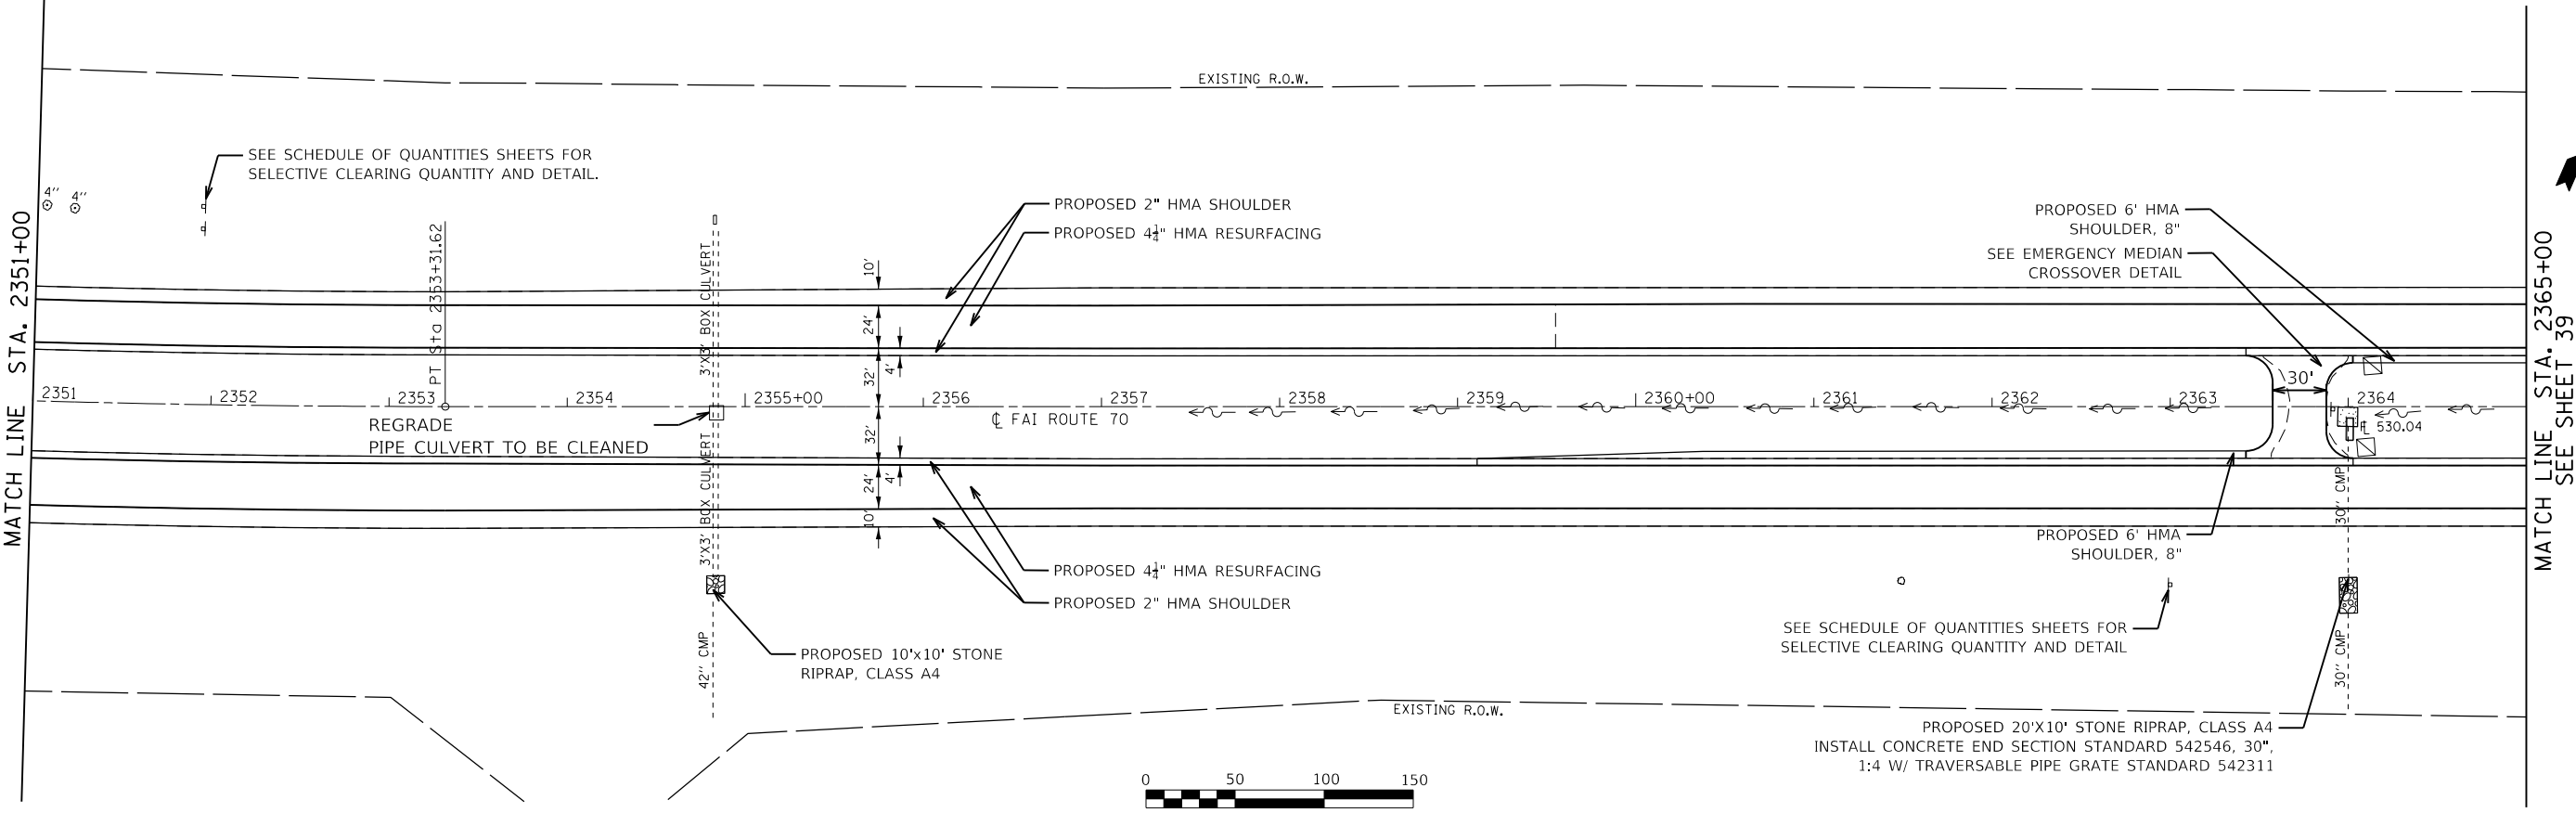 EXISTING R.O.W.
SEE SCHEDULE OF QUANTITIES SHEETS FOR
SELECTIVE CLEARING QUANTITY AND DETAIL.
4''
4''
MATCH LINE STA. 2351+00
PT Sta 2353+31.62
3'X3' BOX CULVERT
10'
24'
4'
32'
PROPOSED 2" HMA SHOULDER
PROPOSED 4¼" HMA RESURFACING
PROPOSED 6' HMA
SHOULDER, 8"
SEE EMERGENCY MEDIAN
CROSSOVER DETAIL
MATCH LINE STA. 2365+00
SEE SHEET 39
30'
2351
2352
2353
2354
2355+00
2356
2357
2358
2359
2360+00
2361
2362
2363
2364
℄ FAI ROUTE 70
REGRADE
PIPE CULVERT TO BE CLEANED
530.04
3'X3' BOX CULVERT
32'
24'
4'
10'
30'' CMP
PROPOSED 6' HMA
SHOULDER, 8"
PROPOSED 4¼" HMA RESURFACING
PROPOSED 2" HMA SHOULDER
42'' CMP
PROPOSED 10'x10' STONE
RIPRAP, CLASS A4
SEE SCHEDULE OF QUANTITIES SHEETS FOR
SELECTIVE CLEARING QUANTITY AND DETAIL
30'' CMP
EXISTING R.O.W.
PROPOSED 20'X10' STONE RIPRAP, CLASS A4
INSTALL CONCRETE END SECTION STANDARD 542546, 30",
1:4 W/ TRAVERSABLE PIPE GRATE STANDARD 542311
0 50 100 150